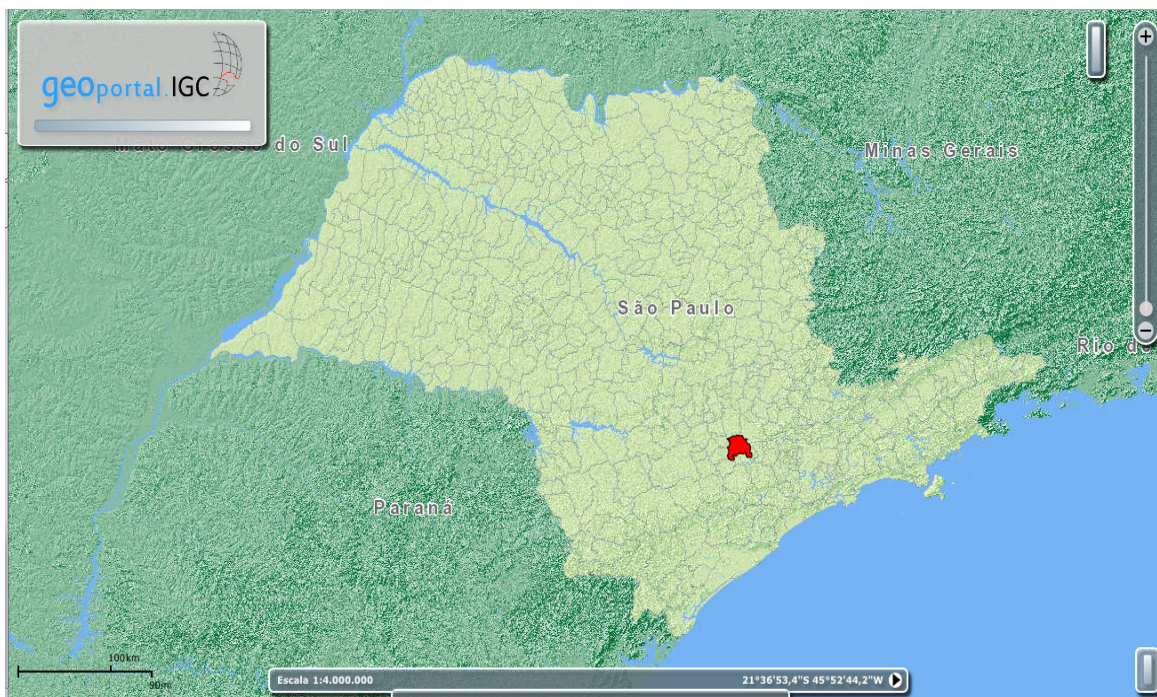 geoportal.IGC
Mato Grosso do Sul
Minas Gerais
São Paulo
Rio de
Paraná
100km
90mi
Escala 1:4.000.000
21°36'53,4"S 45°52'44,2"W